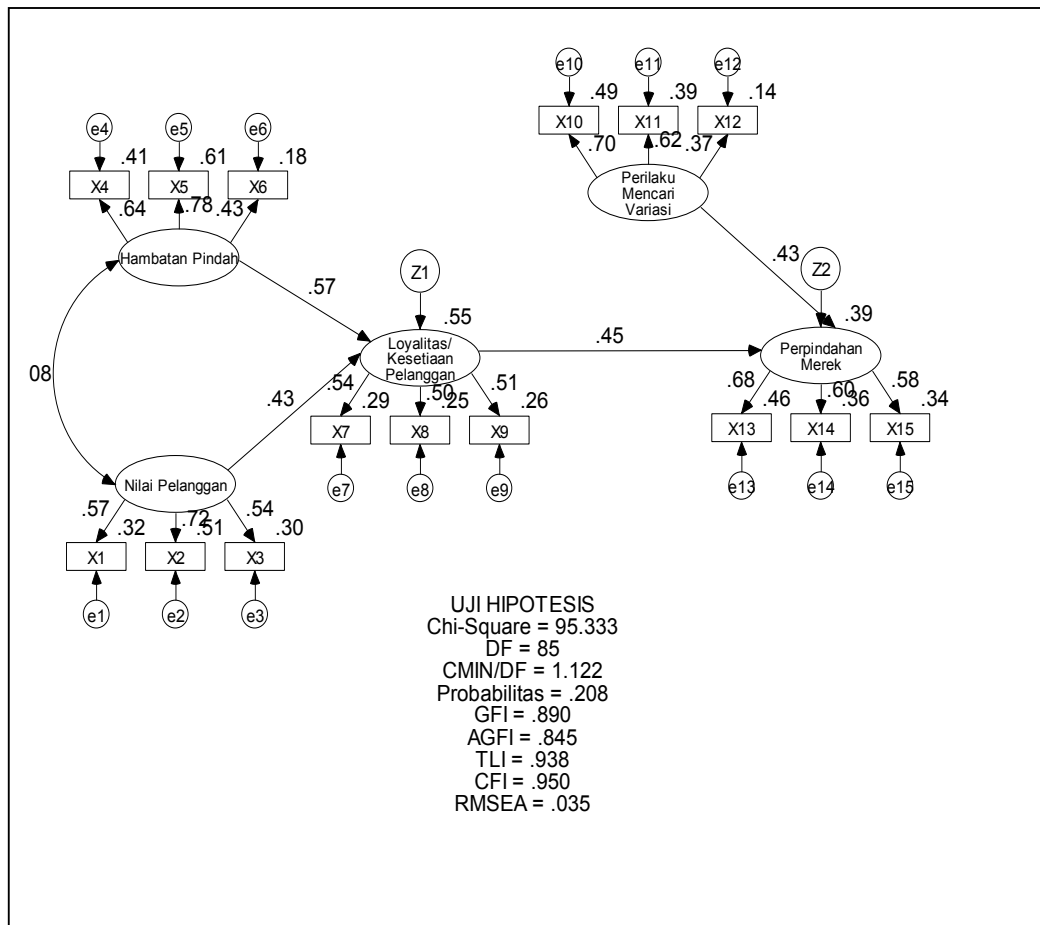 e10
e11
e12
.49
.39
.14
X10
X11
X12
.70
.62
.37
Perilaku
Mencari
Variasi
e4
e5
e6
.41
.61
.18
X4
X5
X6
.64
.78
.43
Hambatan Pindah
.43
Z1
Z2
.57
.55
.39
Loyalitas/
Kesetiaan
Pelanggan
.45
Perpindahan
Merek
08
.43
.54
.29
.50
.25
.51
.26
X7
X8
X9
e7
e8
e9
.68
.46
.60
.36
.58
.34
X13
X14
X15
e13
e14
e15
Nilai Pelanggan
.57
.32
.72
.51
.54
.30
X1
X2
X3
e1
e2
e3
UJI HIPOTESIS
Chi-Square = 95.333
DF = 85
CMIN/DF = 1.122
Probabilitas = .208
GFI = .890
AGFI = .845
TLI = .938
CFI = .950
RMSEA = .035